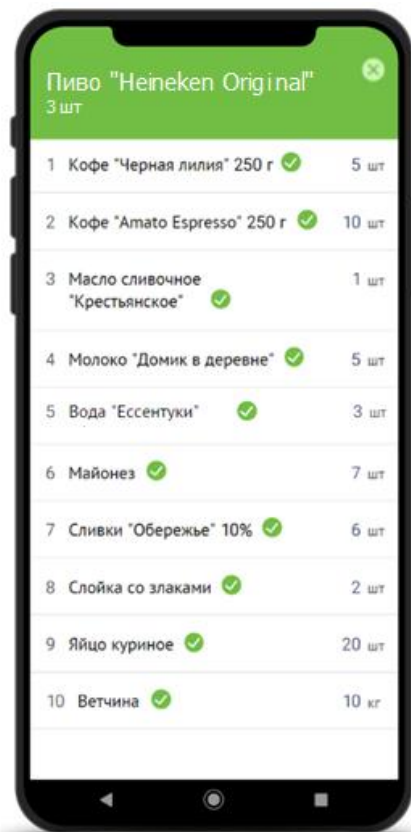 Пиво "Heineken Original"
3 шт
1 Кофе "Черная лилия" 250 г 5 шт
2 Кофе "Amato Espresso" 250 г 10 шт
3 Масло сливочное 1 шт
"Крестьянское"
4 Молоко "Домик в деревне" 5 шт
5 Вода "Ессентуки" 3 шт
6 Майонез 7 шт
7 Сливки "Обережье" 10% 6 шт
8 Слойка со злаками 2 шт
9 Яйцо куриное 20 шт
10 Ветчина 10 кг